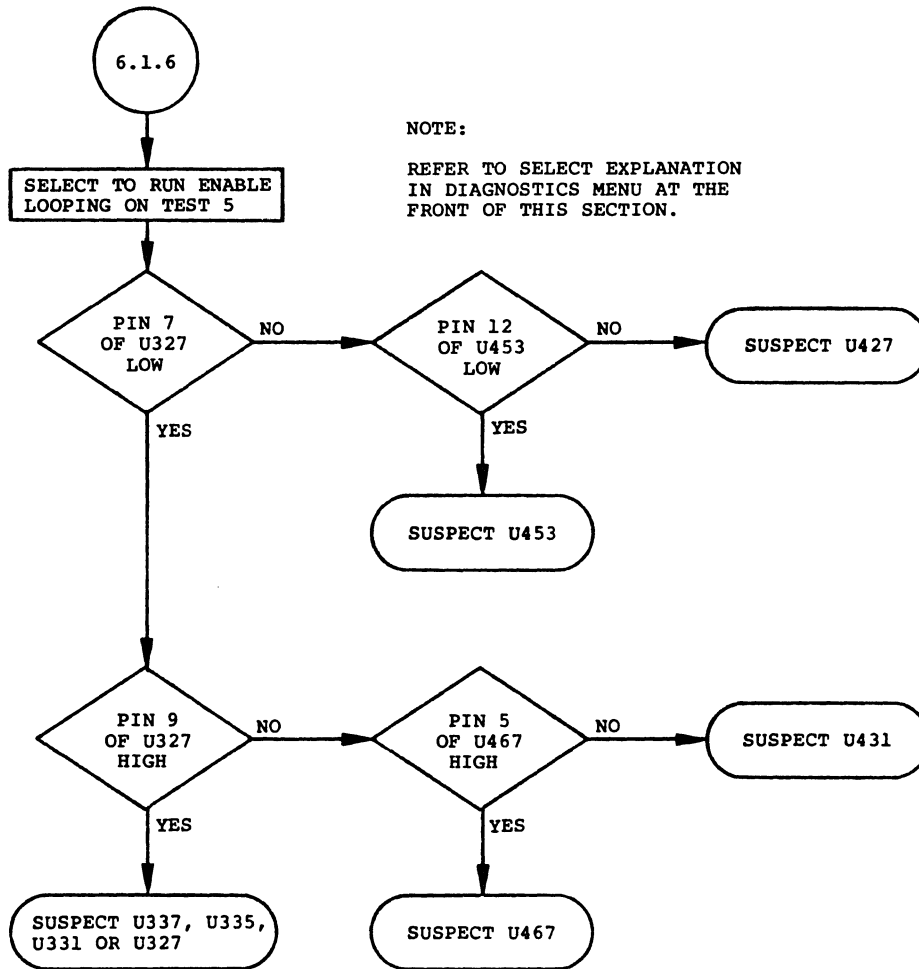 6.1.6
NOTE:
REFER TO SELECT EXPLANATION
IN DIAGNOSTICS MENU AT THE
FRONT OF THIS SECTION.
SELECT TO RUN ENABLE
LOOPING ON TEST 5
PIN 7
OF U327
LOW
NO
PIN 12
OF U453
LOW
NO
SUSPECT U427
YES
YES
SUSPECT U453
PIN 9
OF U327
HIGH
NO
PIN 5
OF U467
HIGH
NO
SUSPECT U431
YES
YES
SUSPECT U337, U335,
U331 OR U327
SUSPECT U467